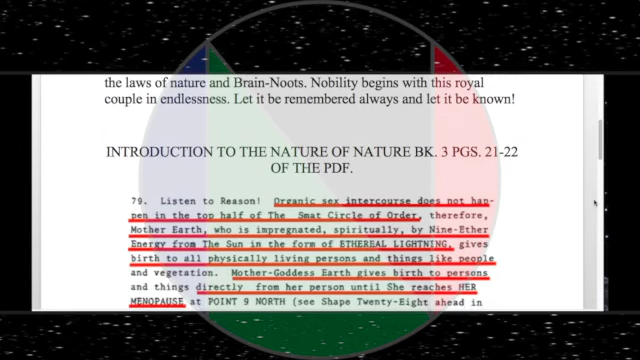 the laws of nature and Brain-Noots. Nobility begins with this royal
couple in endlessness. Let it be remembered always and let it be known!
INTRODUCTION TO THE NATURE OF NATURE BK. 3 PGS. 21-22
OF THE PDF.
79. Listen to Reason! Organic sex intercourse does not hap-
pen in the top half of The Smat Circle of Order, therefore,
Mother Earth, who is impregnated, spiritually, by Nine-Ether
Energy from The Sun in the form of ETHEREAL LIGHTNING, gives
birth to all physically living persons and things like people
and vegetation. Mother-Goddess Earth gives birth to persons
and things directly from her person until She reaches HER
MENOPAUSE at POINT 9 NORTH (see Shape Twenty-Eight ahead in